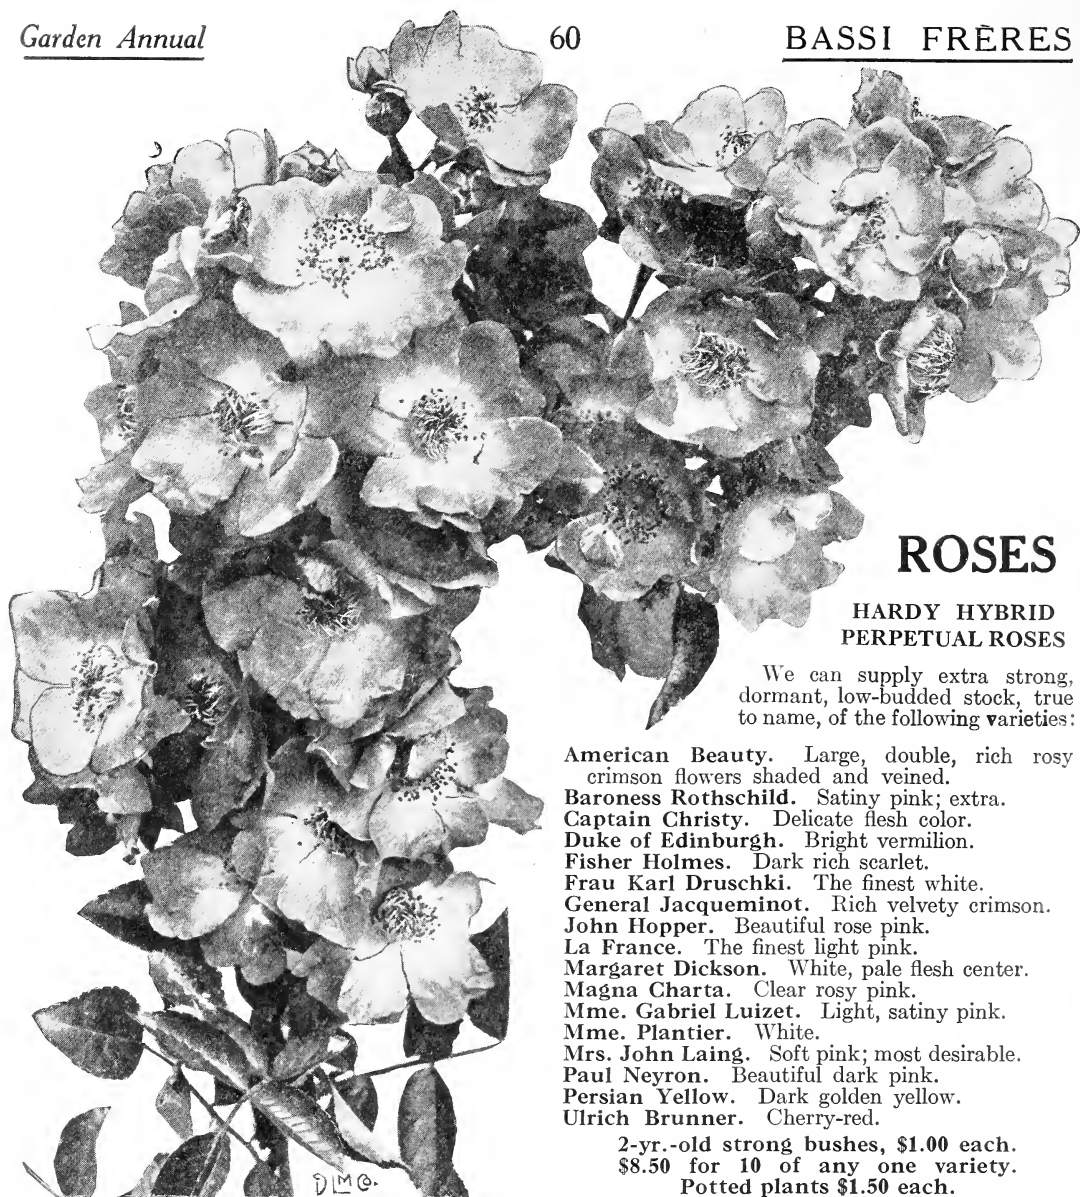 Garden Annual 60 BASSI FRÈRES
ROSES
HARDY HYBRID
PERPETUAL ROSES
We can supply extra strong,
dormant, low-budded stock, true
to name, of the following varieties:
American Beauty. Large, double, rich rosy
crimson flowers shaded and veined.
Baroness Rothschild. Satiny pink; extra.
Captain Christy. Delicate flesh color.
Duke of Edinburgh. Bright vermilion.
Fisher Holmes. Dark rich scarlet.
Frau Karl Druschki. The finest white.
General Jacqueminot. Rich velvety crimson.
John Hopper. Beautiful rose pink.
La France. The finest light pink.
Margaret Dickson. White, pale flesh center.
Magna Charta. Clear rosy pink.
Mme. Gabriel Luizet. Light, satiny pink.
Mme. Plantier. White.
Mrs. John Laing. Soft pink; most desirable.
Paul Neyron. Beautiful dark pink.
Persian Yellow. Dark golden yellow.
Ulrich Brunner. Cherry-red.
2-yr.-old strong bushes, $1.00 each.
$8.50 for 10 of any one variety.
Potted plants $1.50 each.
DLM Co.